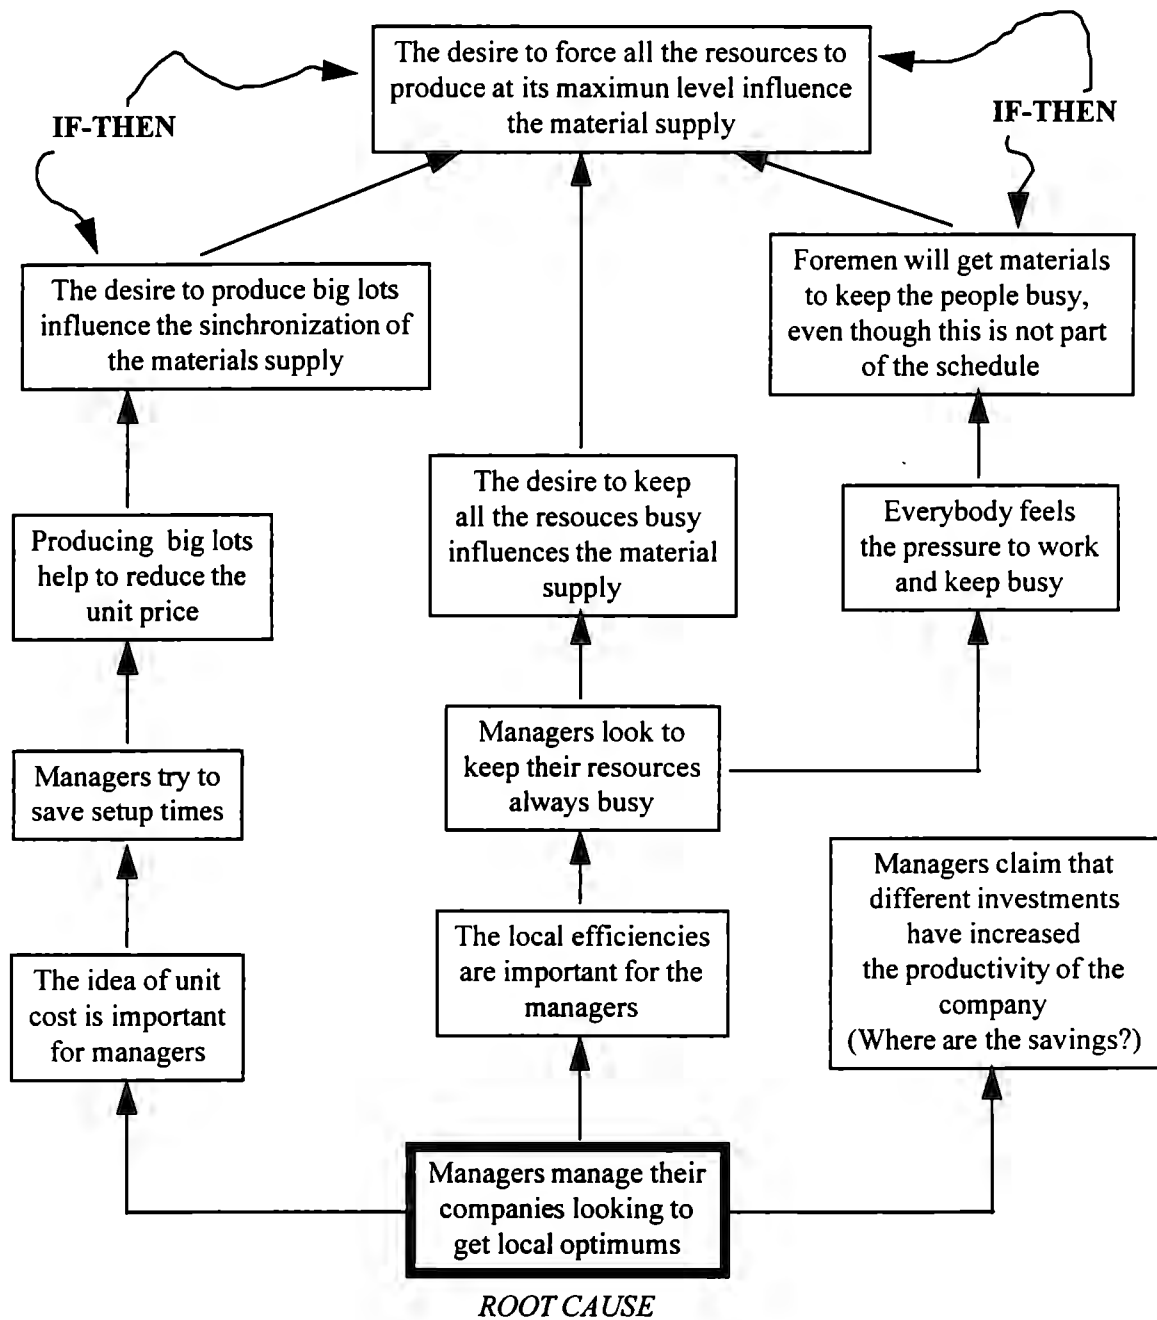 The desire to force all the resources to
produce at its maximun level influence
the material supply
IF-THEN
IF-THEN
The desire to produce big lots
influence the sinchronization of
the materials supply
Foremen will get materials
to keep the people busy,
even though this is not part
of the schedule
The desire to keep
all the resouces busy
influences the material
supply
Everybody feels
the pressure to work
and keep busy
Producing big lots
help to reduce the
unit price
Managers look to
keep their resources
always busy
Managers try to
save setup times
Managers claim that
different investments
have increased
the productivity of the
company
(Where are the savings?)
The local efficiencies
are important for the
managers
The idea of unit
cost is important
for managers
Managers manage their
companies looking to
get local optimums
ROOT CAUSE